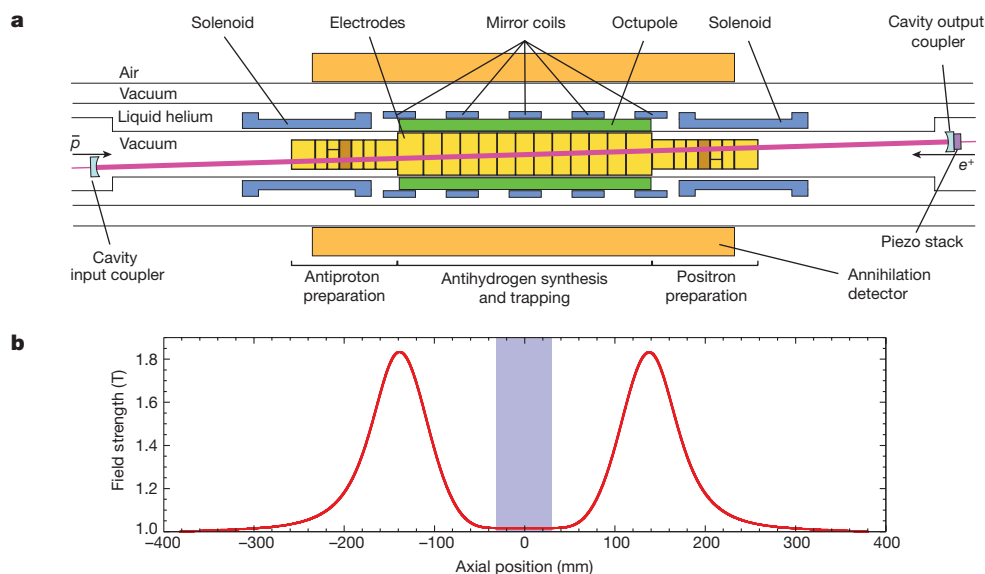 a
Solenoid
Electrodes
Mirror coils
Octupole
Solenoid
Cavity output
coupler
Air
Vacuum
Liquid helium
Vacuum
p̄
e+
Cavity
input coupler
Piezo stack
Annihilation
detector
Antiproton
preparation
Antihydrogen synthesis
and trapping
Positron
preparation
b
Field strength (T)
1.8
1.6
1.4
1.2
1.0
−400
−300
−200
−100
0
100
200
300
400
Axial position (mm)